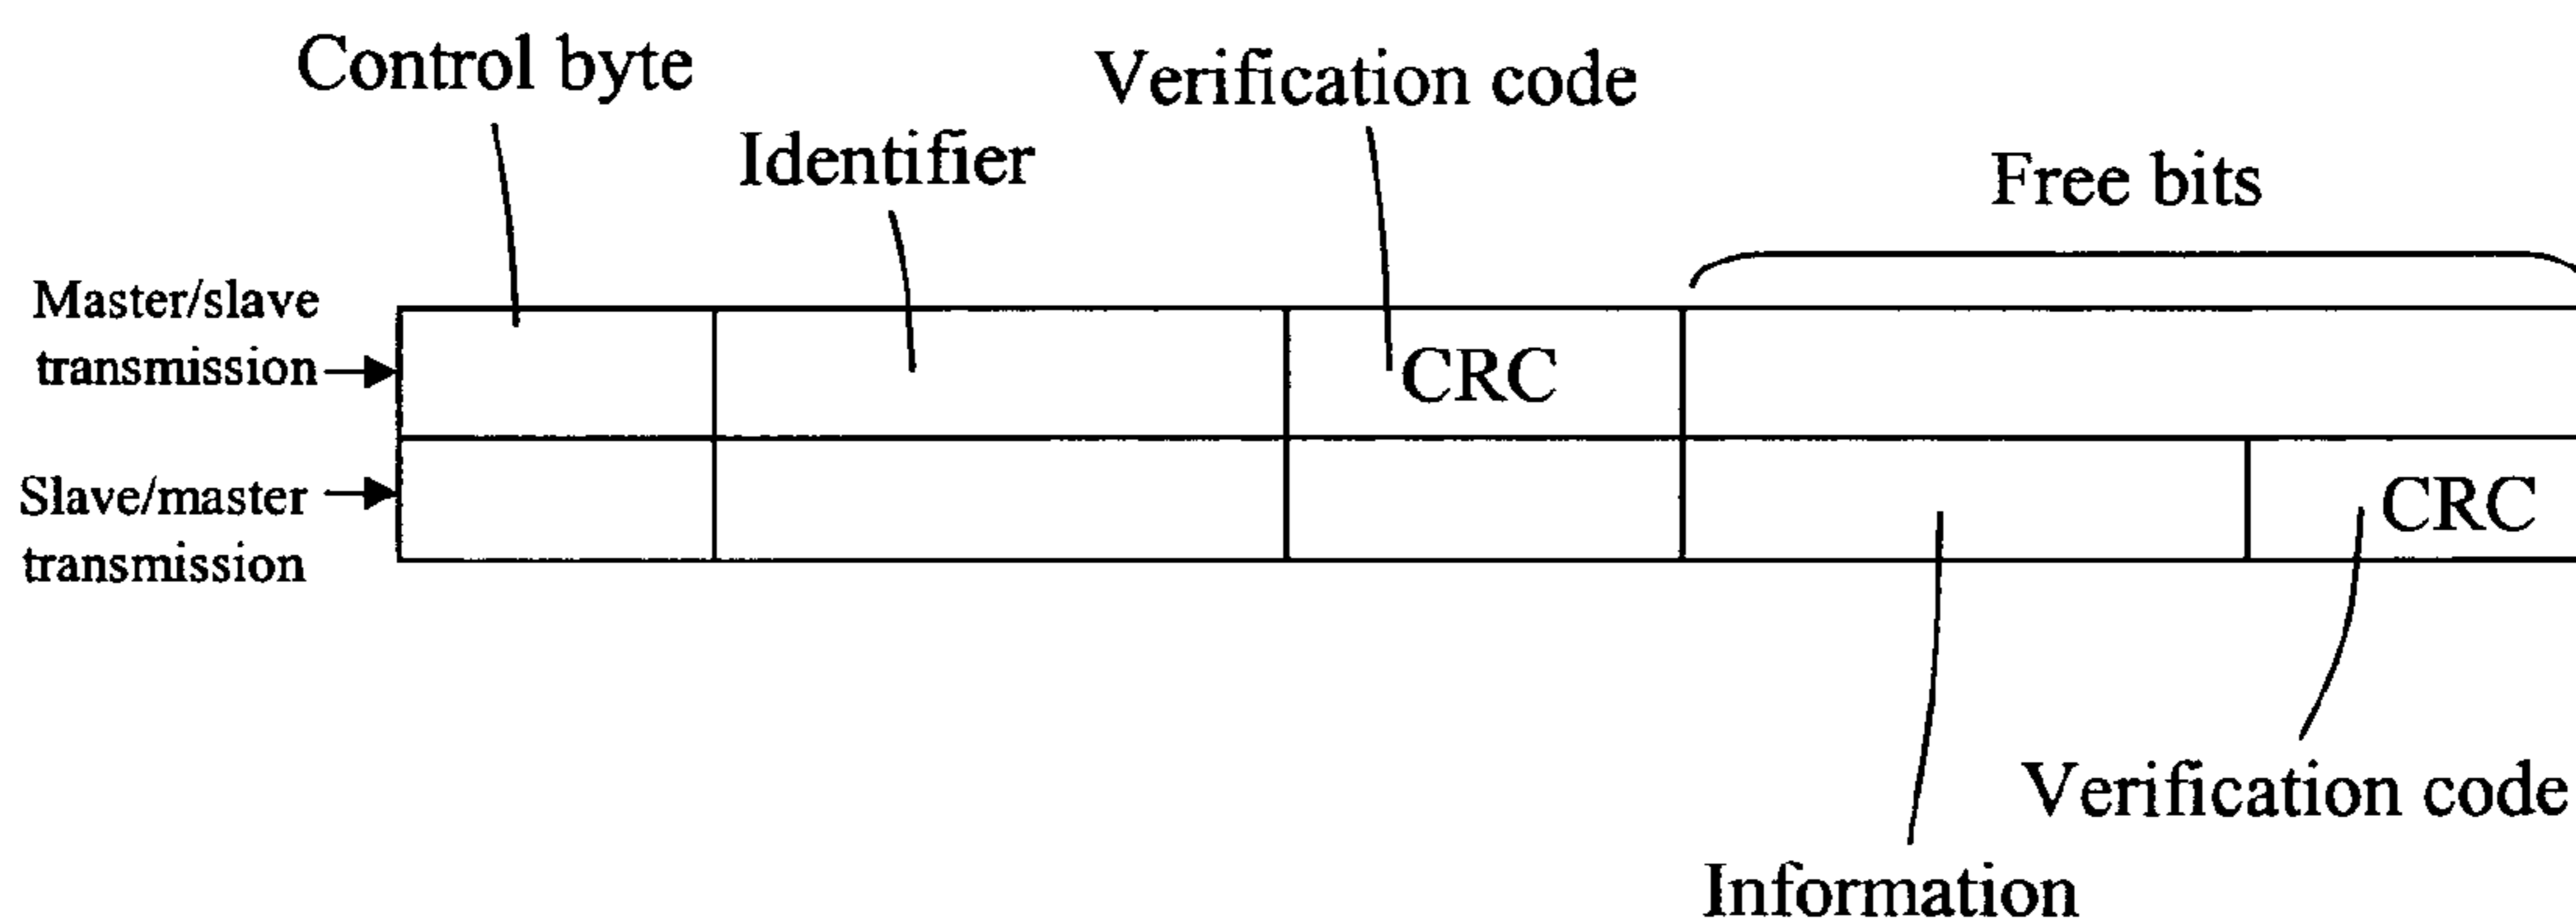 Control byte
Verification code
Identifier
Free bits
Master/slave
transmission
CRC
Slave/master
transmission
CRC
Verification code
Information